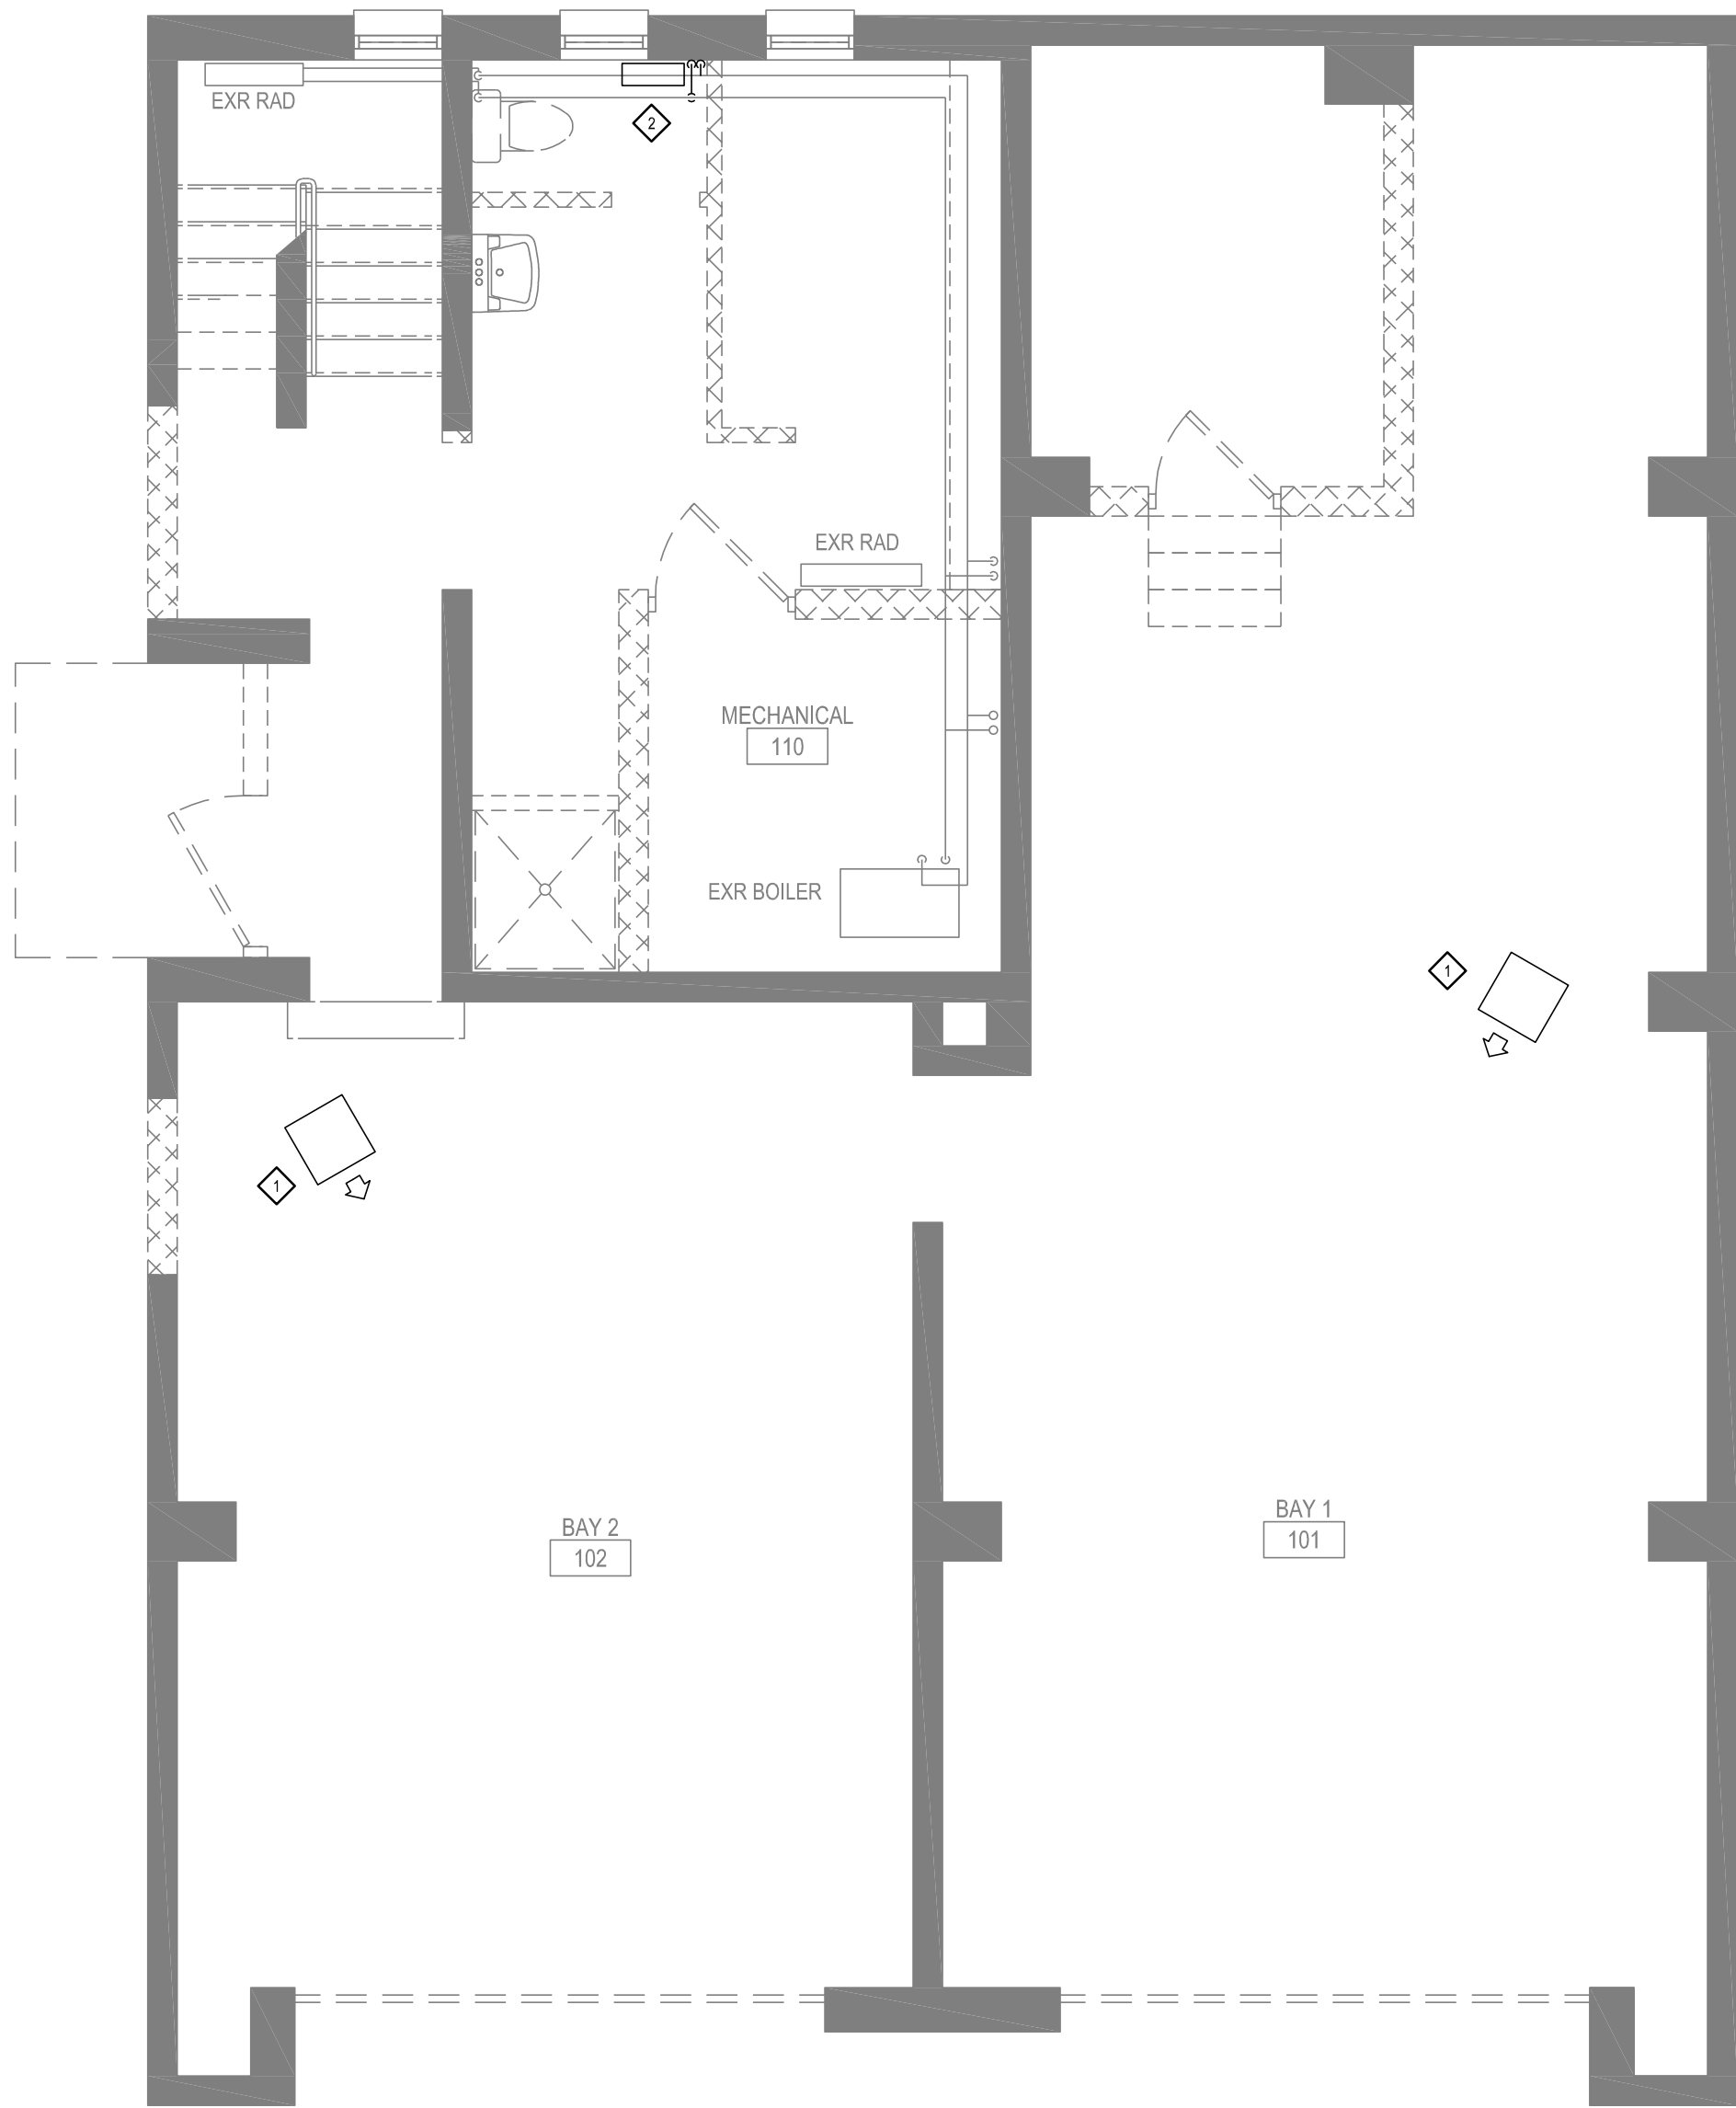 EXR RAD
2
EXR RAD
MECHANICAL
110
EXR BOILER
1
1
BAY 1
101
BAY 2
102